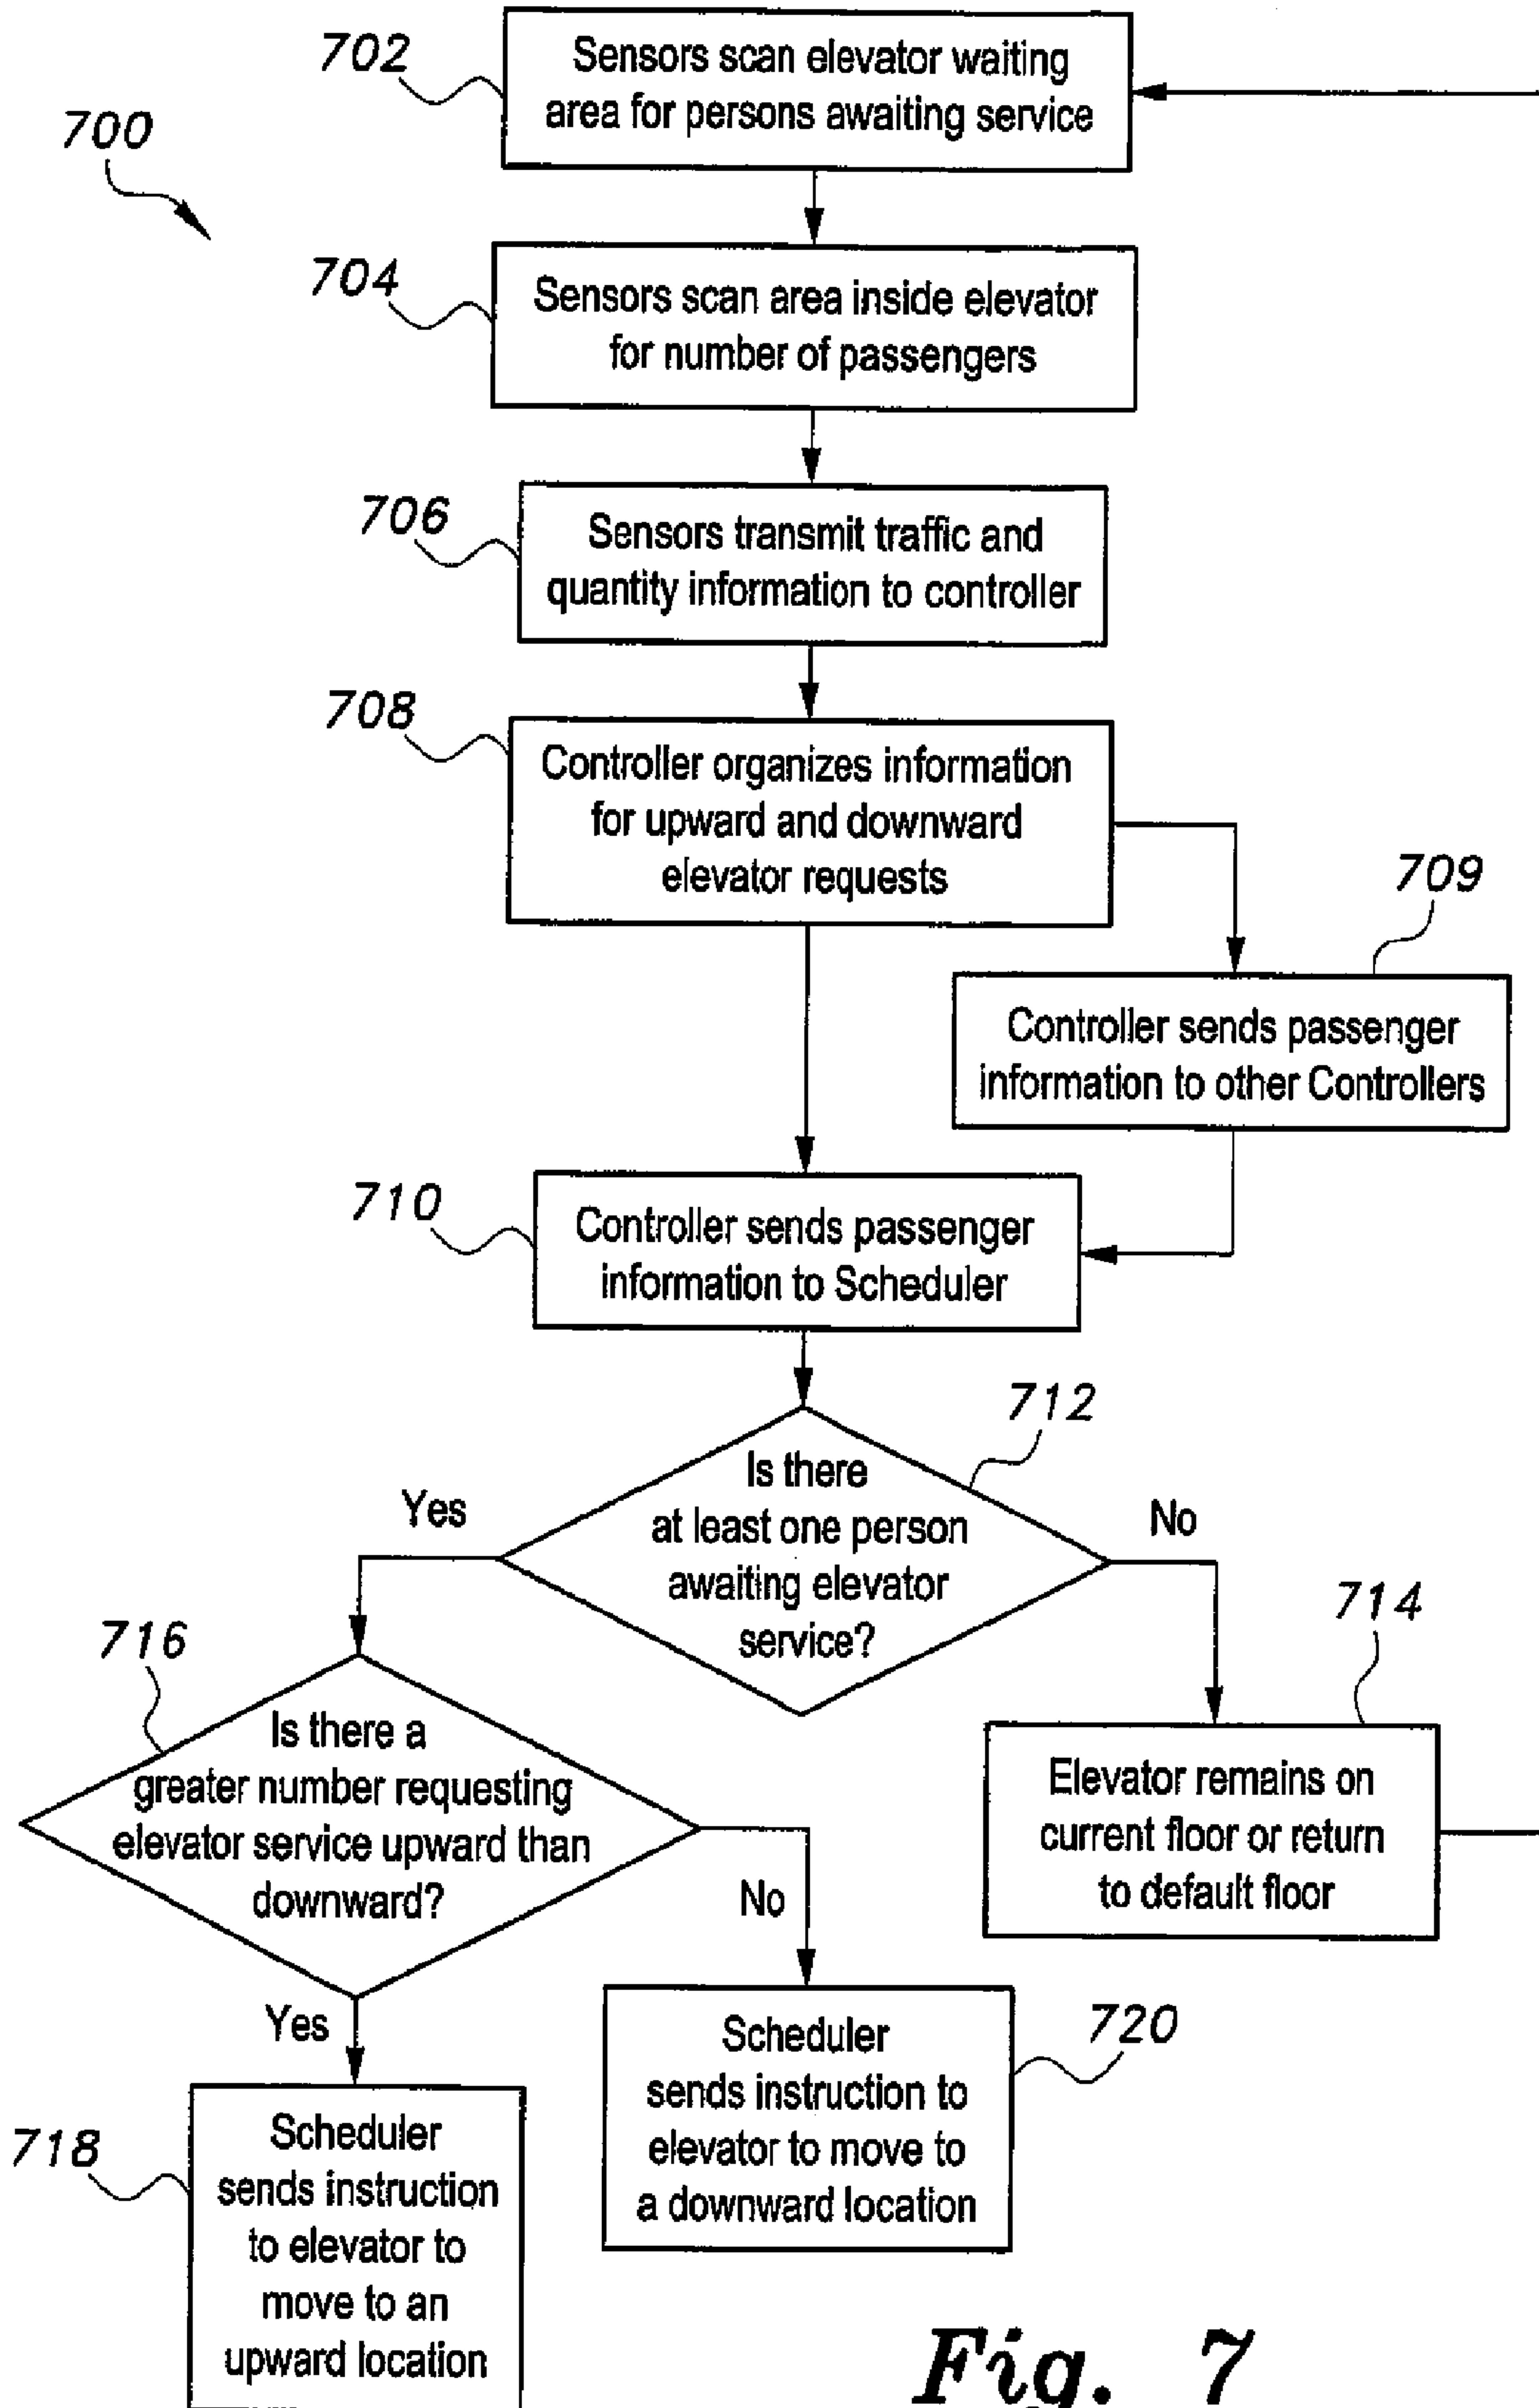 702
Sensors scan elevator waiting
area for persons awaiting service
700
704
Sensors scan area inside elevator
for number of passengers
706
Sensors transmit traffic and
quantity information to controller
708
Controller organizes information
for upward and downward
elevator requests
709
Controller sends passenger
information to other Controllers
710
Controller sends passenger
information to Scheduler
712
Is there
at least one person
awaiting elevator
service?
Yes
No
714
Elevator remains on
current floor or return
to default floor
716
Is there a
greater number requesting
elevator service upward than
downward?
No
Yes
720
Scheduler
sends instruction to
elevator to move to
a downward location
718
Scheduler
sends instruction
to elevator to
move to an
upward location
Fig. 7